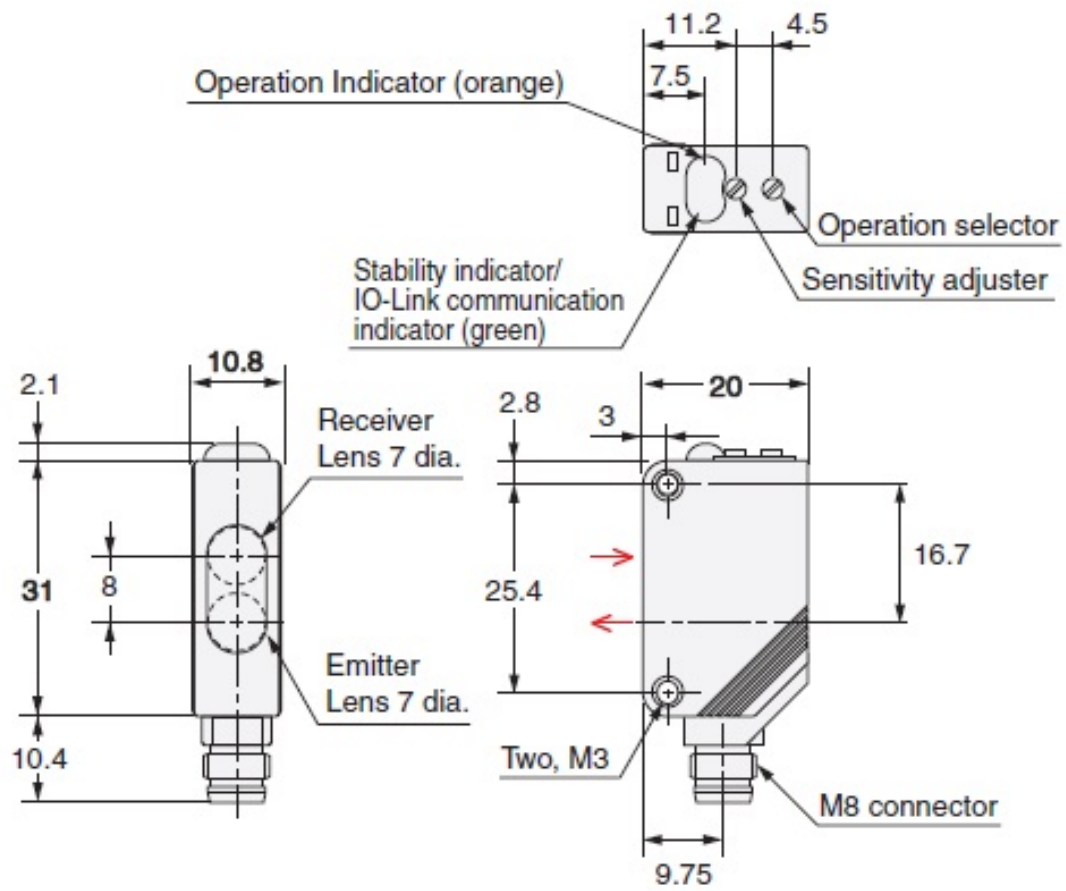 11.2
4.5
Operation Indicator (orange)
7.5
Operation selector
Stability indicator/
IO-Link communication
indicator (green)
Sensitivity adjuster
2.1
10.8
Receiver
Lens 7 dia.
31
8
Emitter
Lens 7 dia.
10.4
20
2.8
3
25.4
16.7
Two, M3
M8 connector
9.75